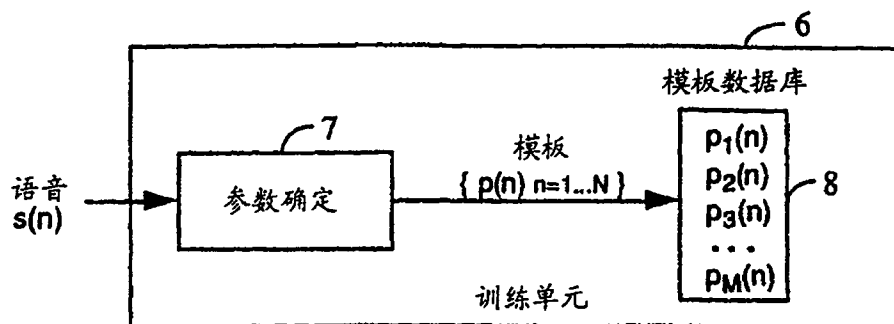 6
模板数据库
7
模板
p₁(n)
语音
s(n)
参数确定
{ p(n) n=1...N }
p₂(n)
8
p₃(n)
...
p_M(n)
训练单元